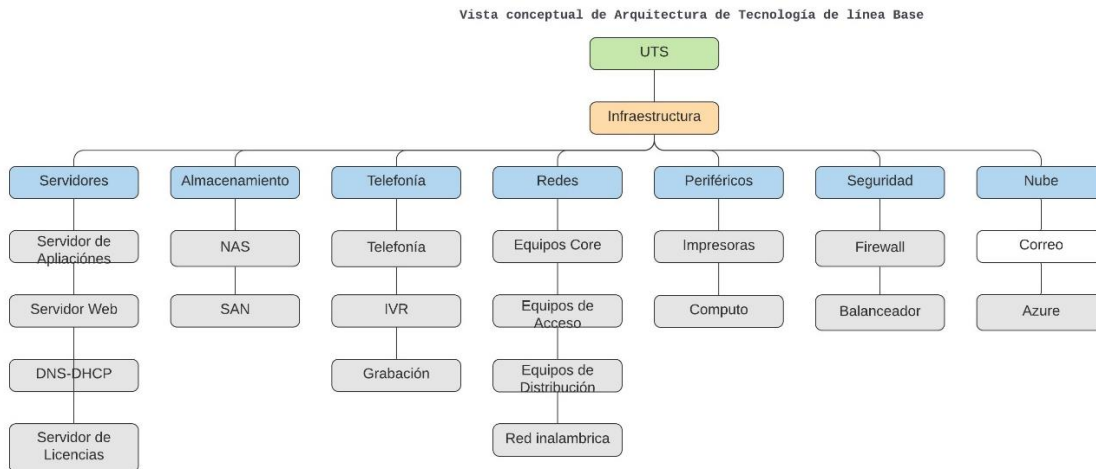 Vista conceptual de Arquitectura de Tecnología de línea Base
UTS
Infraestructura
Servidores
Almacenamiento
Telefonía
Redes
Periféricos
Seguridad
Nube
Servidor de
Apliaciónes
NAS
Telefonía
Equipos Core
Impresoras
Firewall
Correo
Servidor Web
SAN
IVR
Equipos de
Acceso
Computo
Balanceador
Azure
DNS-DHCP
Grabación
Equipos de
Distribución
Servidor de
Licencias
Red inalambrica